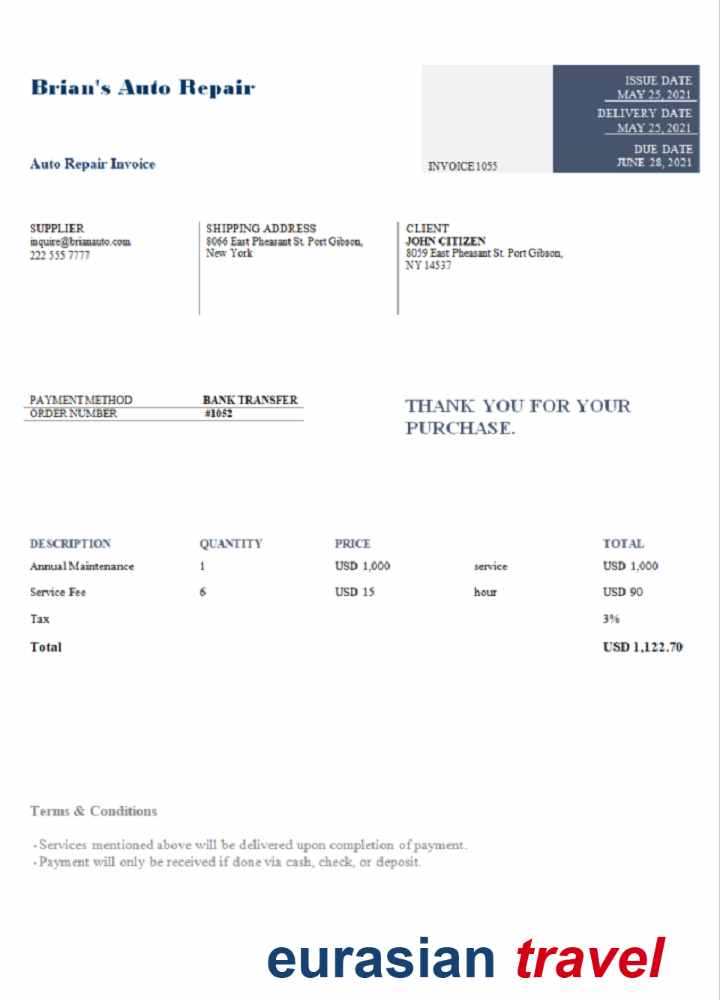 Brian's Auto Repair
Auto Repair Invoice
INVOICE1055
ISSUE DATE
MAY 25, 2021
DELIVERY DATE
MAY 25, 2021
DUE DATE
JUNE 28, 2021
SUPPLIER
inquire@brianauto.com
222 555 7777
SHIPPING ADDRESS
8066 East Pheasant St. Port Gibson,
New York
CLIENT
JOHN CITIZEN
8059 East Pheasant St. Port Gibson,
NY 14537
PAYMENT METHOD BANK TRANSFER
ORDER NUMBER #1052
THANK YOU FOR YOUR
PURCHASE.
DESCRIPTION QUANTITY PRICE TOTAL
Annual Maintenance 1 USD 1,000 service USD 1,000
Service Fee 6 USD 15 hour USD 90
Tax 3%
Total USD 1,122.70
Terms & Conditions
- Services mentioned above will be delivered upon completion of payment.
- Payment will only be received if done via cash, check, or deposit.
eurasian travel